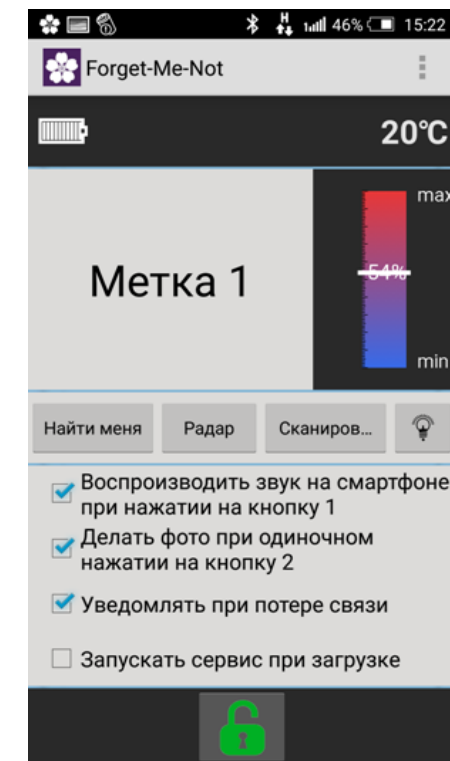 46% 15:22
Forget-Me-Not
20°C
max
Метка 1
54%
min
Найти меня Радар Сканиров...
Воспроизводить звук на смартфоне
при нажатии на кнопку 1
Делать фото при одиночном
нажатии на кнопку 2
Уведомлять при потере связи
Запускать сервис при загрузке